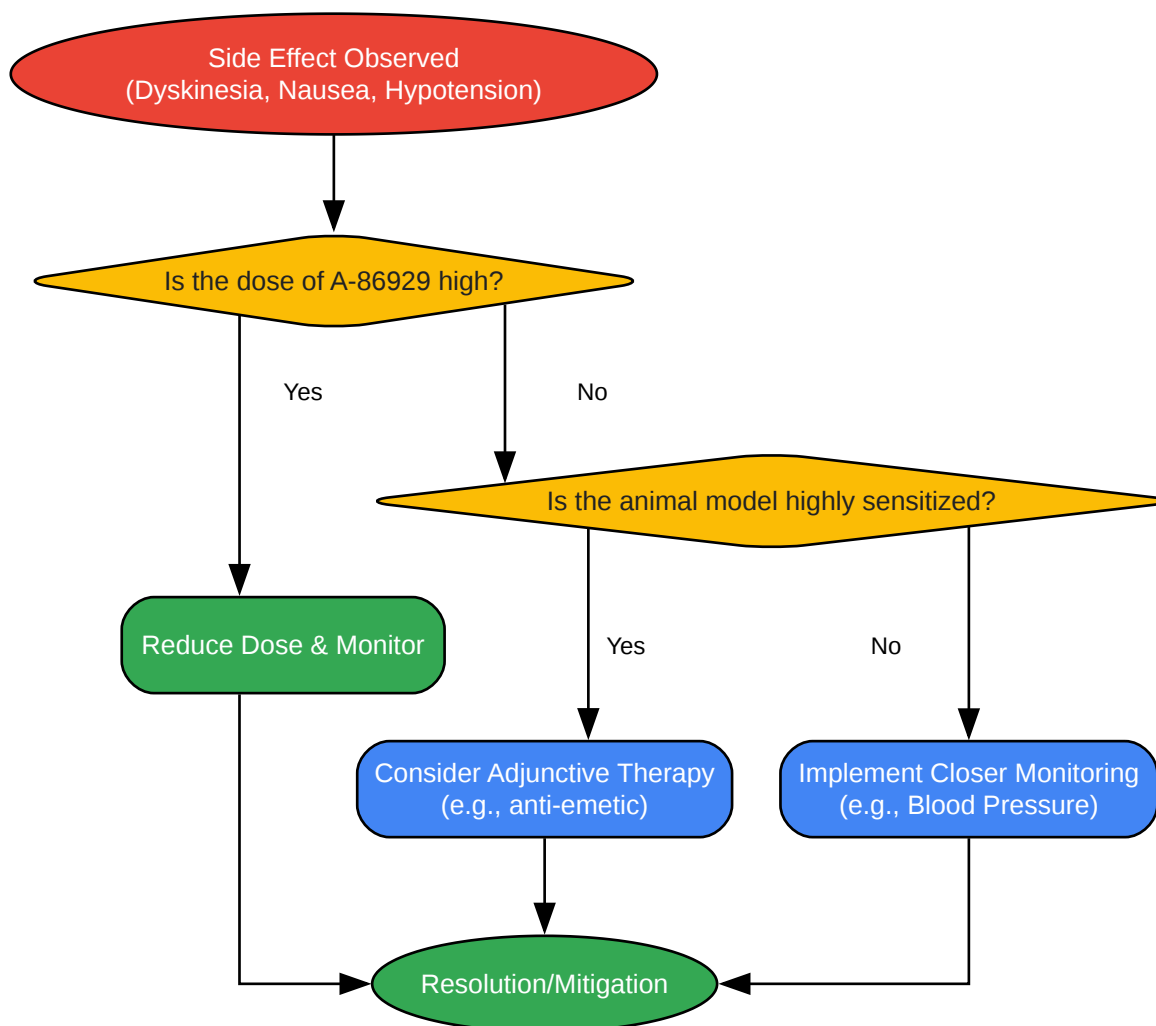 Side Effect Observed
(Dyskinesia, Nausea, Hypotension)
Is the dose of A-86929 high?
Yes
No
Is the animal model highly sensitized?
Reduce Dose & Monitor
Yes
No
Consider Adjunctive Therapy
(e.g., anti-emetic)
Implement Closer Monitoring
(e.g., Blood Pressure)
Resolution/Mitigation